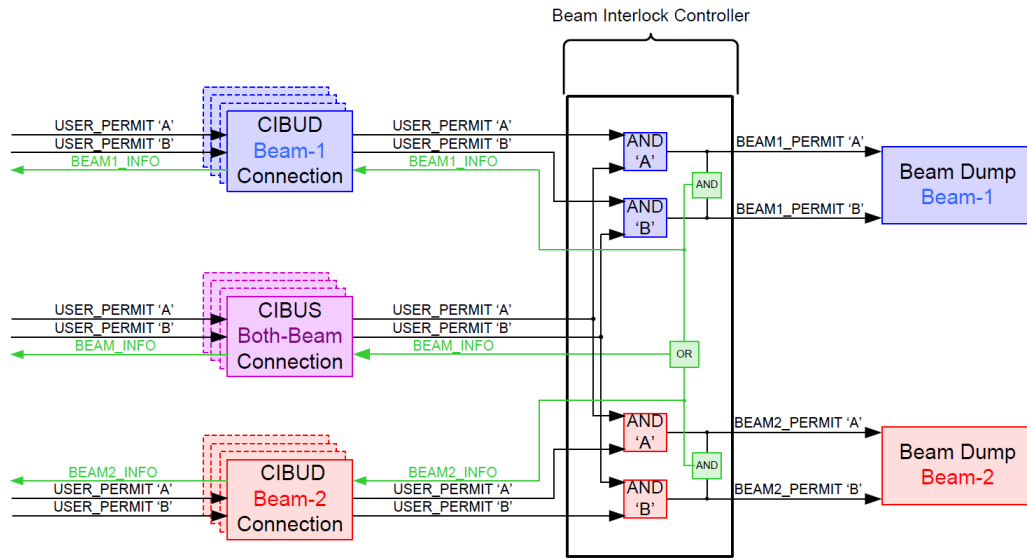 Beam Interlock Controller
USER_PERMIT ‘A’
USER_PERMIT ‘B’
BEAM1_INFO
CIBUD
Beam-1
Connection
USER_PERMIT ‘A’
USER_PERMIT ‘B’
BEAM1_INFO
AND
‘A’
AND
‘B’
AND
BEAM1_PERMIT ‘A’
BEAM1_PERMIT ‘B’
Beam Dump
Beam-1
USER_PERMIT ‘A’
USER_PERMIT ‘B’
BEAM_INFO
CIBUS
Both-Beam
Connection
USER_PERMIT ‘A’
USER_PERMIT ‘B’
BEAM_INFO
OR
BEAM2_INFO
USER_PERMIT ‘A’
USER_PERMIT ‘B’
CIBUD
Beam-2
Connection
BEAM2_INFO
USER_PERMIT ‘A’
USER_PERMIT ‘B’
AND
‘A’
AND
‘B’
AND
BEAM2_PERMIT ‘A’
BEAM2_PERMIT ‘B’
Beam Dump
Beam-2